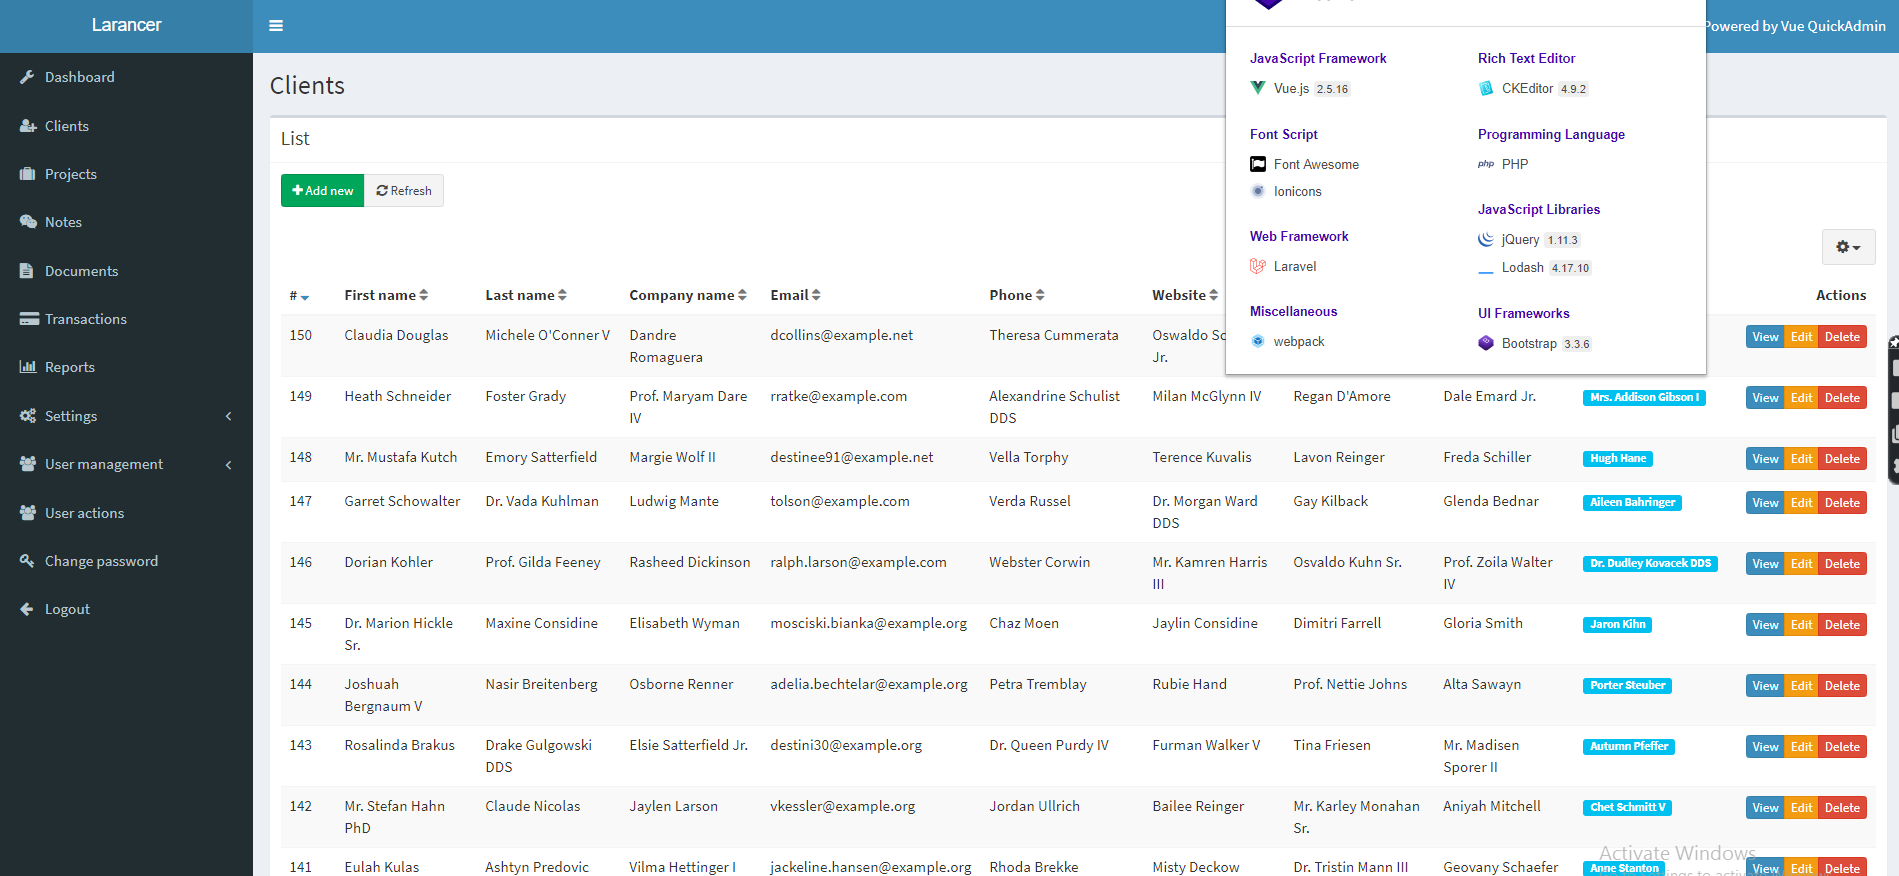 Larancer
Powered by Vue QuickAdmin
Dashboard
Clients
Projects
Notes
Documents
Transactions
Reports
Settings
User management
User actions
Change password
Logout
Clients
List
Add new
Refresh
JavaScript Framework
Vue.js 2.5.16
Font Script
Font Awesome
Ionicons
Web Framework
Laravel
Miscellaneous
webpack
Rich Text Editor
CKEditor 4.9.2
Programming Language
php PHP
JavaScript Libraries
jQuery 1.11.3
Lodash 4.17.10
UI Frameworks
Bootstrap 3.3.6
# First name Last name Company name Email Phone Website Actions
150 Claudia Douglas Michele O'Conner V Dandre Romaguera dcollins@example.net Theresa Cummerata Oswaldo Jr. View Edit Delete
149 Heath Schneider Foster Grady Prof. Maryam Dare IV rratke@example.com Alexandrine Schulist DDS Milan McGlynn IV Regan D'Amore Dale Emard Jr. Mrs. Addison Gibson I View Edit Delete
148 Mr. Mustafa Kutch Emory Satterfield Margie Wolf II destinee91@example.net Vella Torphy Terence Kuvalis Lavon Reinger Freda Schiller Hugh Hane View Edit Delete
147 Garret Schowalter Dr. Vada Kuhlman Ludwig Mante tolson@example.com Verda Russel Dr. Morgan Ward DDS Gay Kilback Glenda Bednar Aileen Bahringer View Edit Delete
146 Dorian Kohler Prof. Gilda Feeney Rasheed Dickinson ralph.larson@example.com Webster Corwin Mr. Kamren Harris III Osvaldo Kuhn Sr. Prof. Zoila Walter IV Dr. Dudley Kovacek DDS View Edit Delete
145 Dr. Marion Hickle Sr. Maxine Considine Elisabeth Wyman mosciski.bianka@example.org Chaz Moen Jaylin Considine Dimitri Farrell Gloria Smith Jaron Kihn View Edit Delete
144 Joshuah Bergnaum V Nasir Breitenberg Osborne Renner adelia.bechtelar@example.org Petra Tremblay Rubie Hand Prof. Nettie Johns Alta Sawayn Porter Steuber View Edit Delete
143 Rosalinda Brakus Drake Gulgowski DDS Elsie Satterfield Jr. destini30@example.org Dr. Queen Purdy IV Furman Walker V Tina Friesen Mr. Madisen Sporer II Autumn Pfeffer View Edit Delete
142 Mr. Stefan Hahn PhD Claude Nicolas Jaylen Larson vkessler@example.org Jordan Ullrich Bailee Reinger Mr. Karley Monahan Sr. Aniyah Mitchell Chet Schmitt V View Edit Delete
141 Eulah Kulas Ashtyn Predovic Vilma Hettinger I jackeline.hansen@example.org Rhoda Brekke Misty Deckow Dr. Tristin Mann III Geovany Schaefer Anne Stanton View Edit Delete
Activate Windows